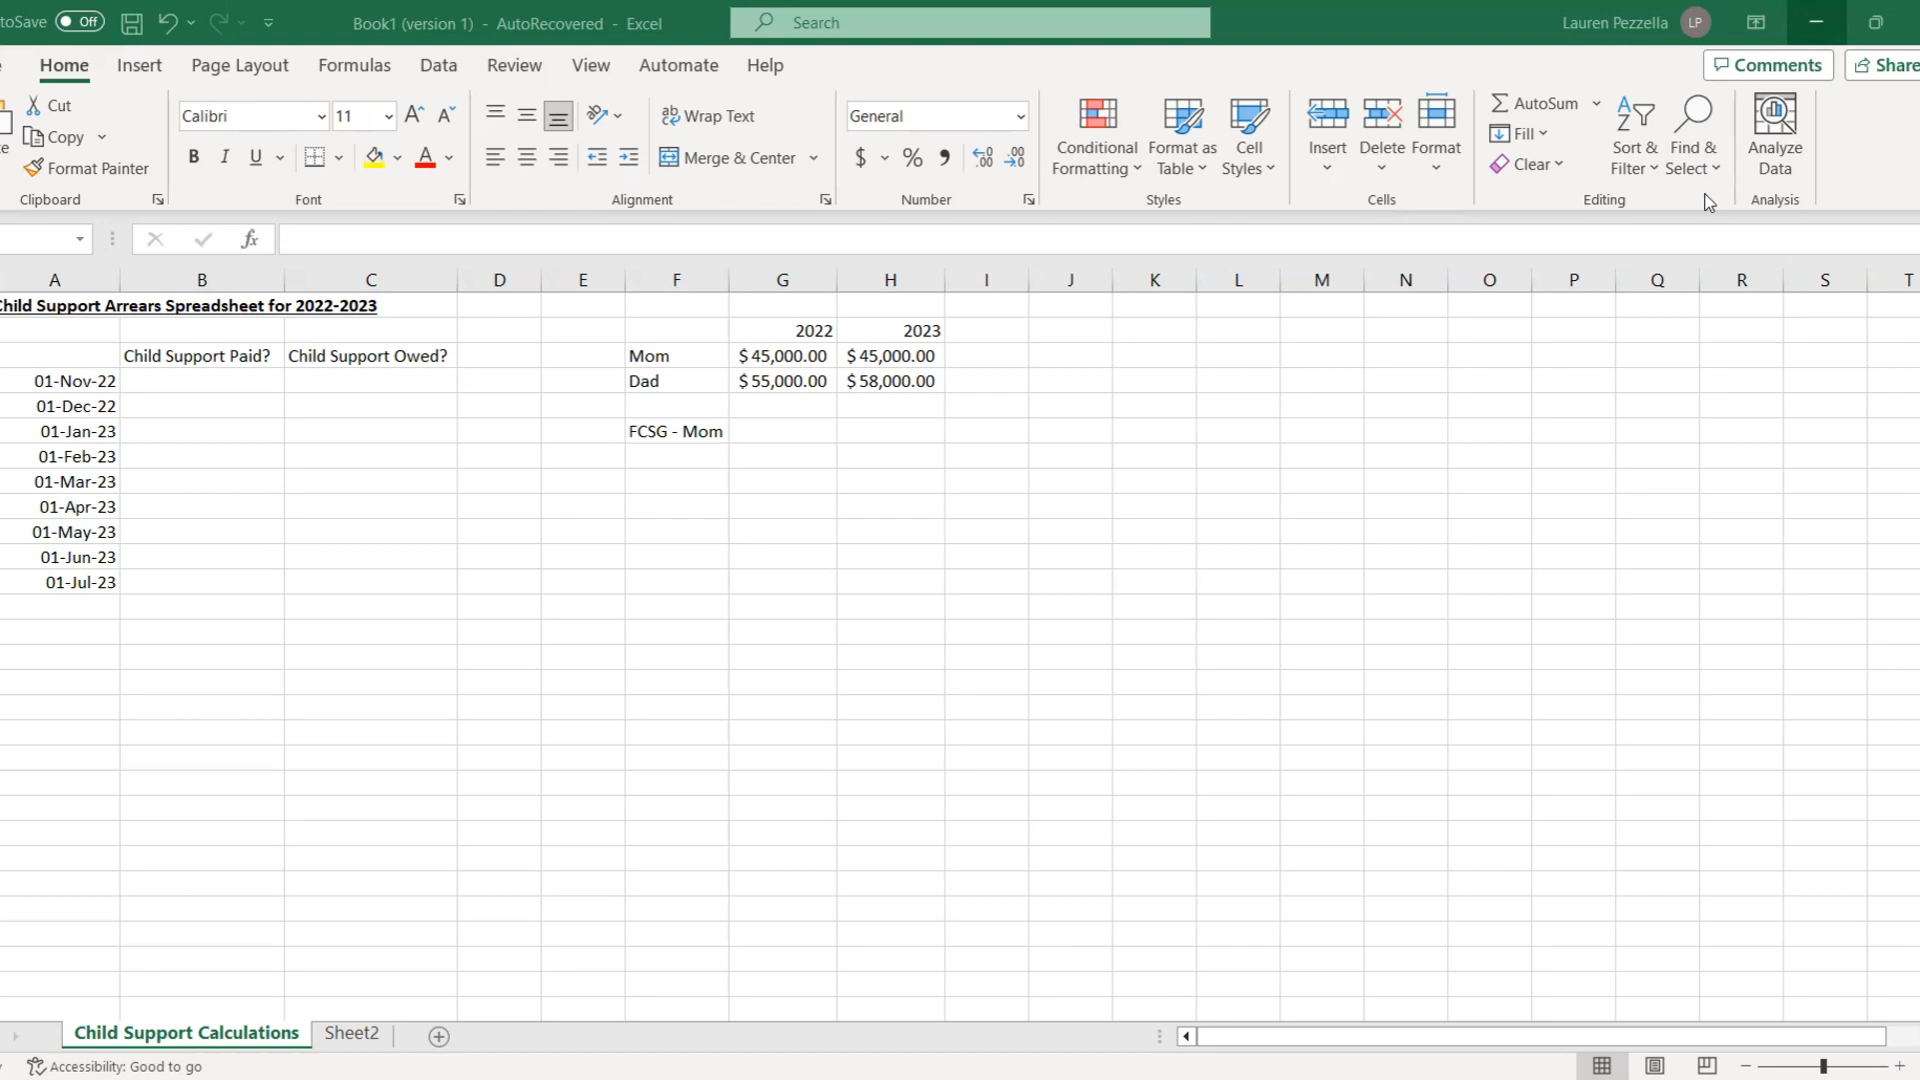 toSave Off Book1 (version 1) - AutoRecovered - Excel Search Lauren Pezzella LP
Home Insert Page Layout Formulas Data Review View Automate Help Comments Share
Cut Calibri 11 Wrap Text General AutoSum
Copy Fill
Format Painter B I U Merge & Center $ % Conditional Formatting Format as Table Cell Styles Insert Delete Format Clear Sort & Filter Find & Select Analyze Data
Clipboard Font Alignment Number Styles Cells Editing Analysis
fx
A B C D E F G H I J K L M N O P Q R S T
Child Support Arrears Spreadsheet for 2022-2023
2022 2023
Child Support Paid? Child Support Owed? Mom $ 45,000.00 $ 45,000.00
01-Nov-22 Dad $ 55,000.00 $ 58,000.00
01-Dec-22
01-Jan-23 FCSG - Mom
01-Feb-23
01-Mar-23
01-Apr-23
01-May-23
01-Jun-23
01-Jul-23
Child Support Calculations Sheet2
Accessibility: Good to go